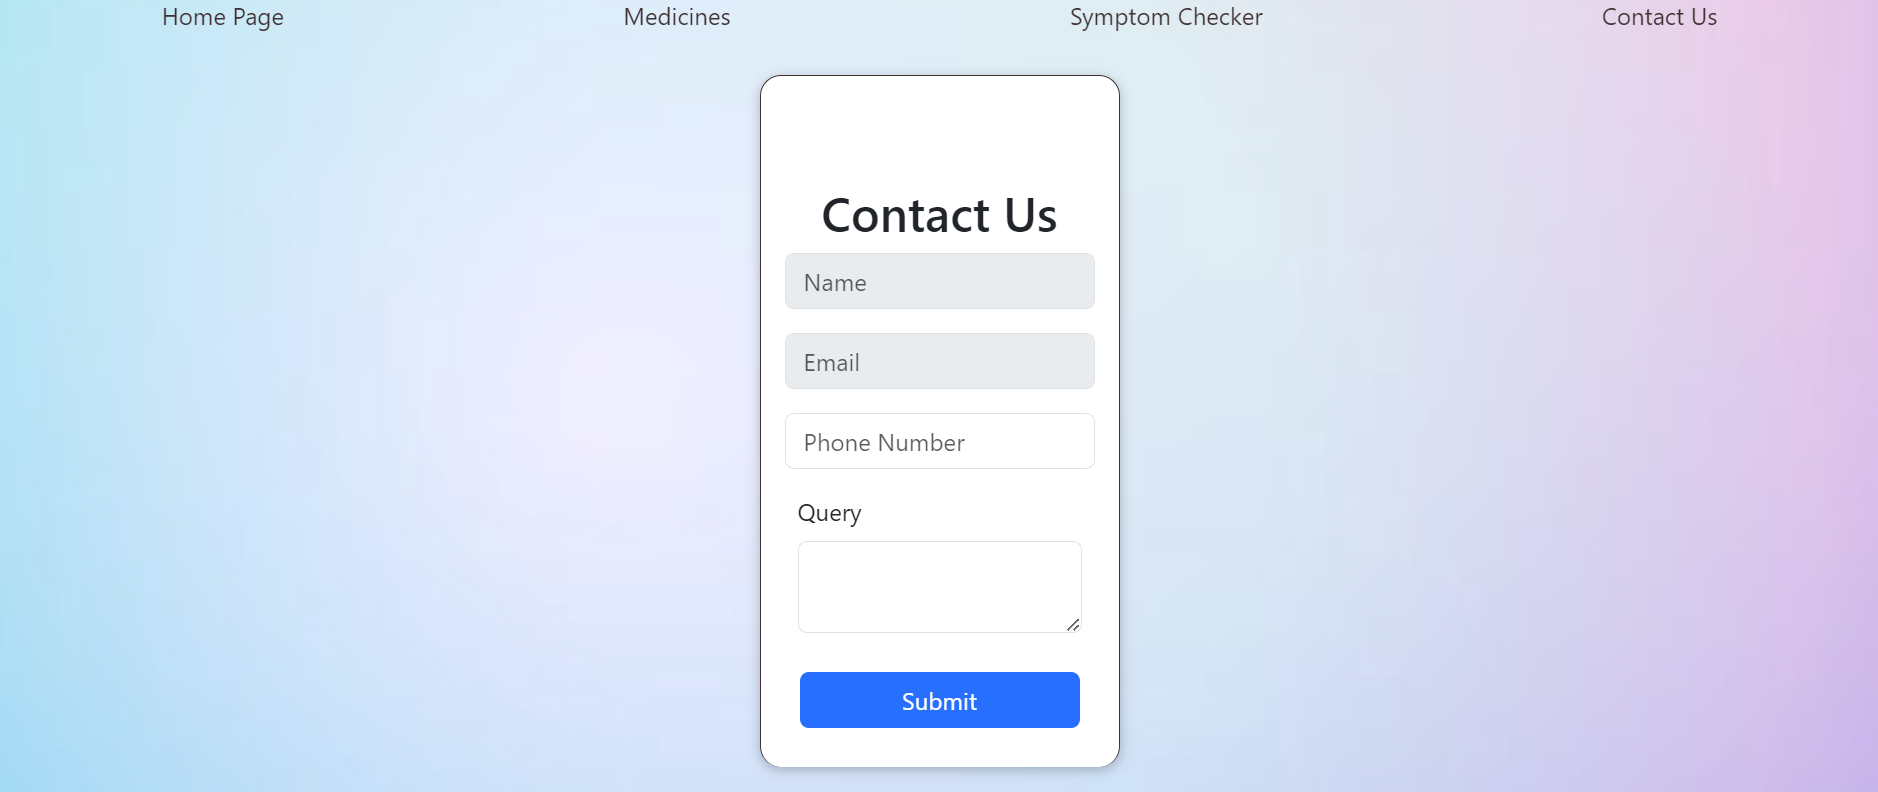 Home Page Medicines Symptom Checker Contact Us
Contact Us
Name
Email
Phone Number
Query
Submit